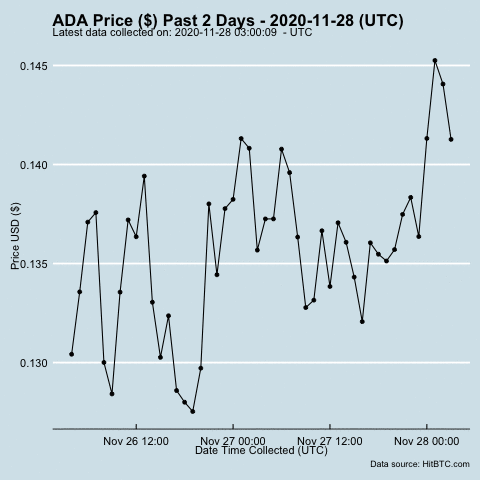 ADA Price ($) Past 2 Days - 2020-11-28 (UTC)
Latest data collected on: 2020-11-28 03:00:09 - UTC
Price USD ($)
0.145
0.140
0.135
0.130
Nov 26 12:00
Nov 27 00:00
Nov 27 12:00
Nov 28 00:00
Date Time Collected (UTC)
Data source: HitBTC.com